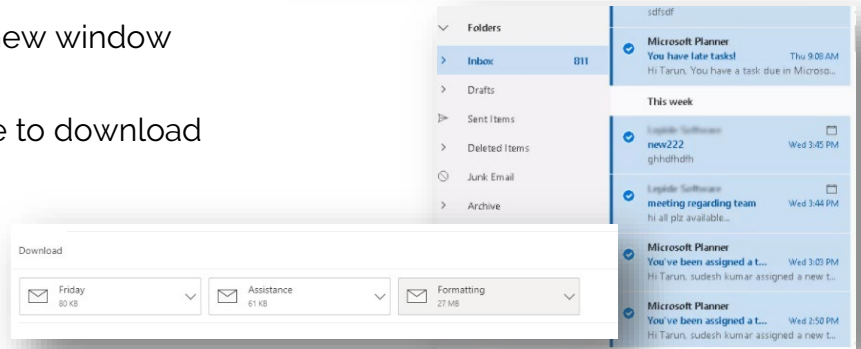 new window
e to download
Folders
Inbox 811
Drafts
Sent Items
Deleted Items
Junk Email
Archive
sdfsdf
Microsoft Planner
You have late tasks! Thu 9:08 AM
Hi Tarun, You have a task due in Microso...
This week
new222 Wed 3:45 PM
ghhdfhdfh
meeting regarding team Wed 3:44 PM
hi all plz available...
Microsoft Planner
You've been assigned a t... Wed 3:03 PM
Hi Tarun, sudesh kumar assigned a new t...
Microsoft Planner
You've been assigned a t... Wed 2:50 PM
Hi Tarun, sudesh kumar assigned a new t...
Download
Friday
80 KB
Assistance
61 KB
Formatting
27 MB